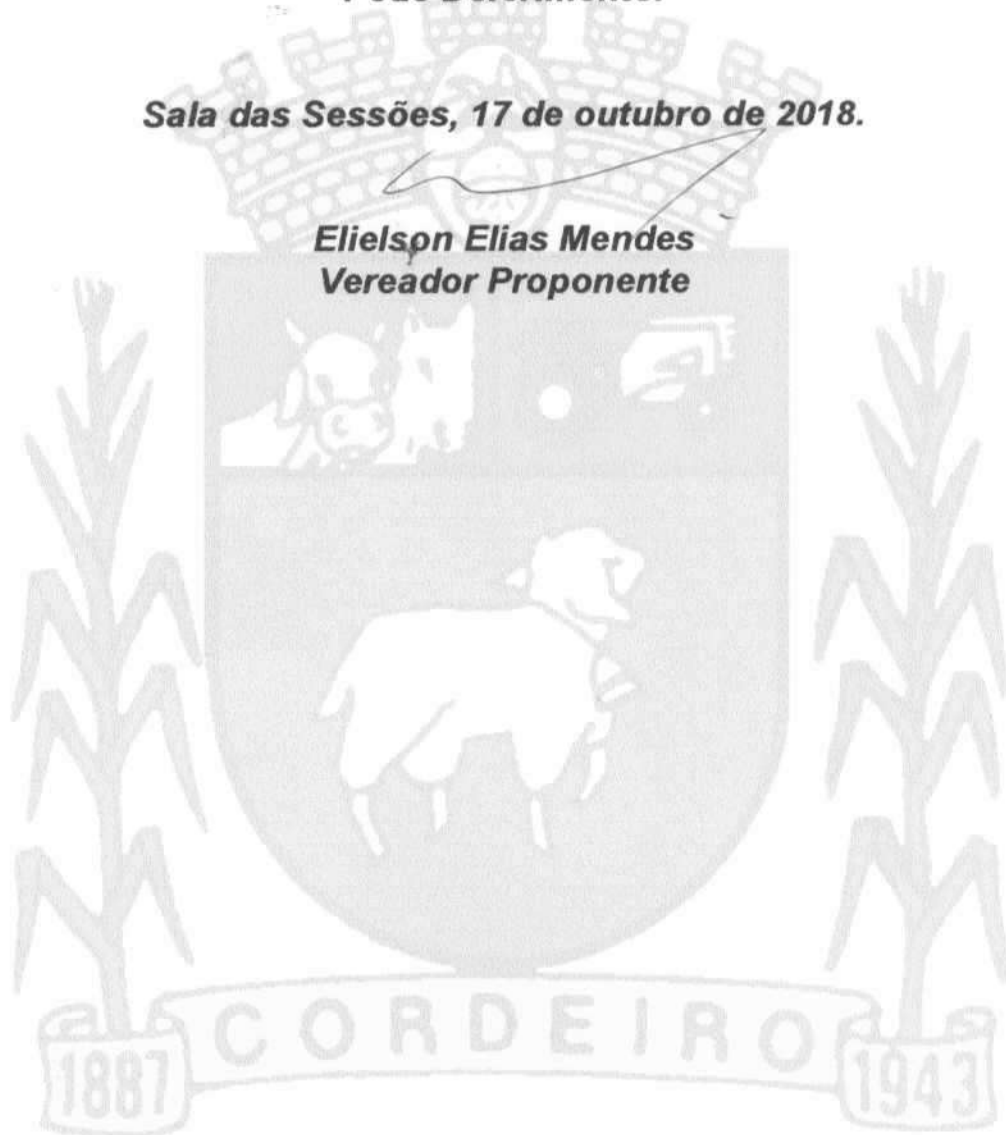 Sala das Sessões, 17 de outubro de 2018.
Elielson Elias Mendes
Vereador Proponente
CORDEIRO
1887
1943